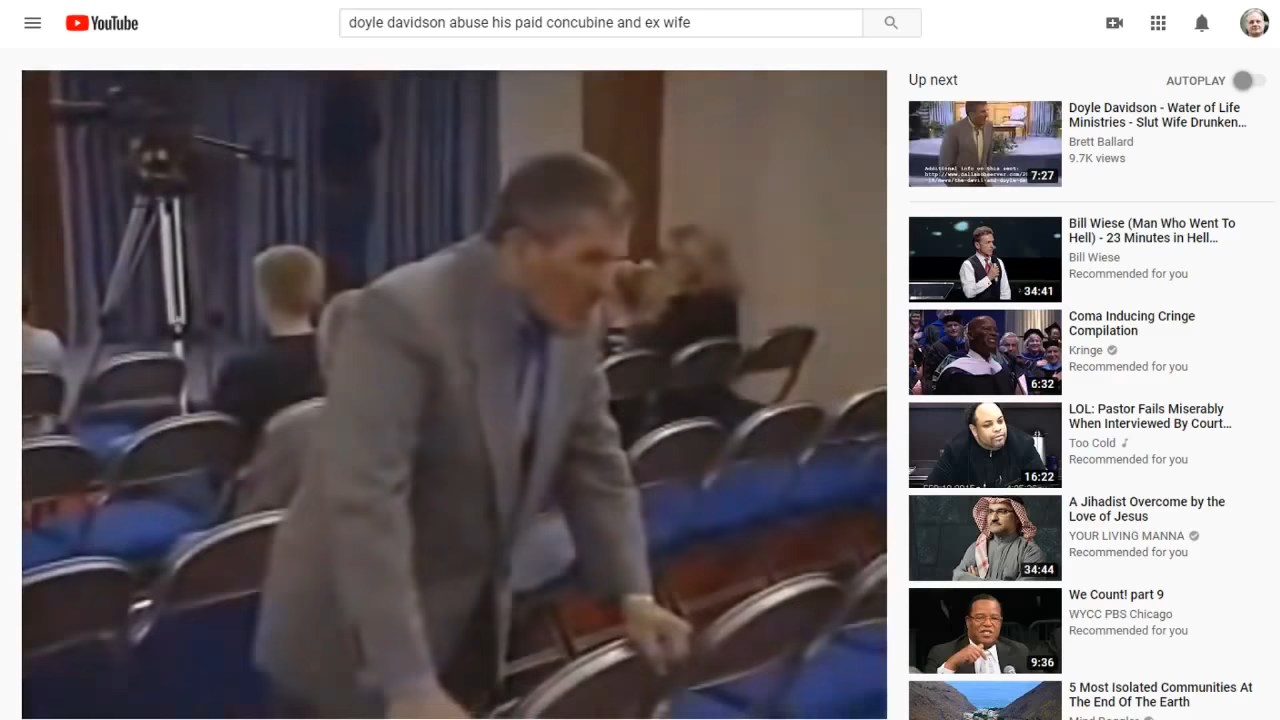 YouTube
doyle davidson abuse his paid concubine and ex wife
Up next
AUTOPLAY
Doyle Davidson - Water of Life
Ministries - Slut Wife Drunken...
Brett Ballard
9.7K views
Additional info on this sect:
7:27
Bill Wiese (Man Who Went To
Hell) - 23 Minutes in Hell...
Bill Wiese
Recommended for you
34:41
Coma Inducing Cringe
Compilation
Kringe
Recommended for you
6:32
LOL: Pastor Fails Miserably
When Interviewed By Court...
Too Cold
Recommended for you
16:22
A Jihadist Overcome by the
Love of Jesus
YOUR LIVING MANNA
Recommended for you
34:44
We Count! part 9
WYCC PBS Chicago
Recommended for you
9:36
5 Most Isolated Communities At
The End Of The Earth